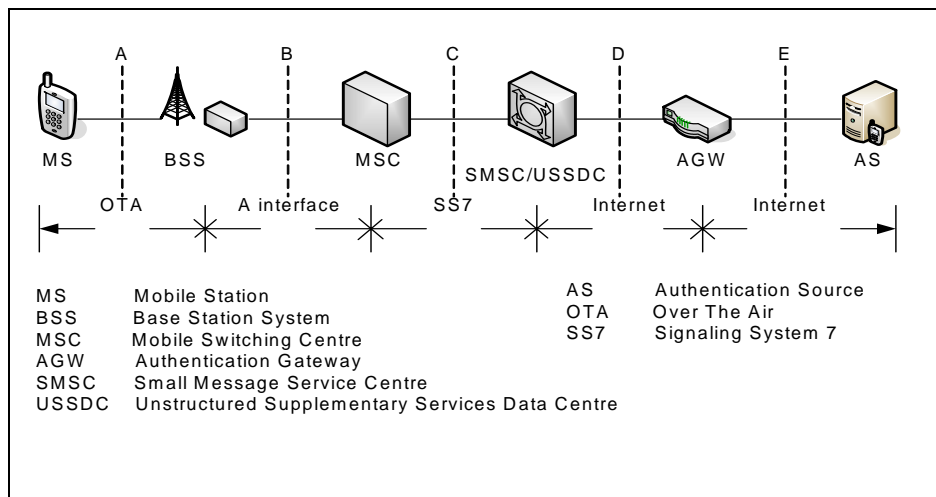 A B C D E
MS BSS MSC SMSC/USSDC AGW AS
OTA A interface SS7 Internet Internet
MS Mobile Station
BSS Base Station System
MSC Mobile Switching Centre
AGW Authentication Gateway
SMSC Small Message Service Centre
USSDC Unstructured Supplementary Services Data Centre
AS Authentication Source
OTA Over The Air
SS7 Signaling System 7